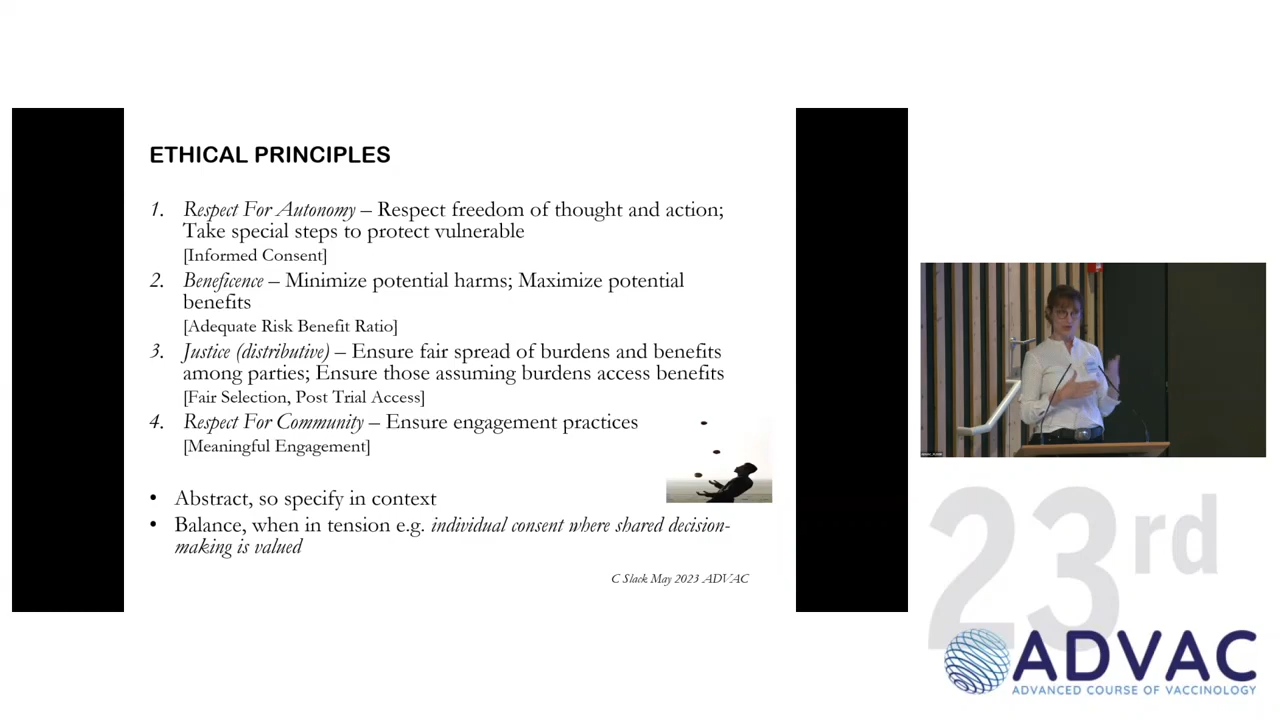 ETHICAL PRINCIPLES
1. Respect For Autonomy – Respect freedom of thought and action;
Take special steps to protect vulnerable
[Informed Consent]
2. Beneficence – Minimize potential harms; Maximize potential
benefits
[Adequate Risk Benefit Ratio]
3. Justice (distributive) – Ensure fair spread of burdens and benefits
among parties; Ensure those assuming burdens access benefits
[Fair Selection, Post Trial Access]
4. Respect For Community – Ensure engagement practices
[Meaningful Engagement]
• Abstract, so specify in context
• Balance, when in tension e.g. individual consent where shared decision-
making is valued
C Slack May 2023 ADVAC
23rd
ADVAC
ADVANCED COURSE OF VACCINOLOGY